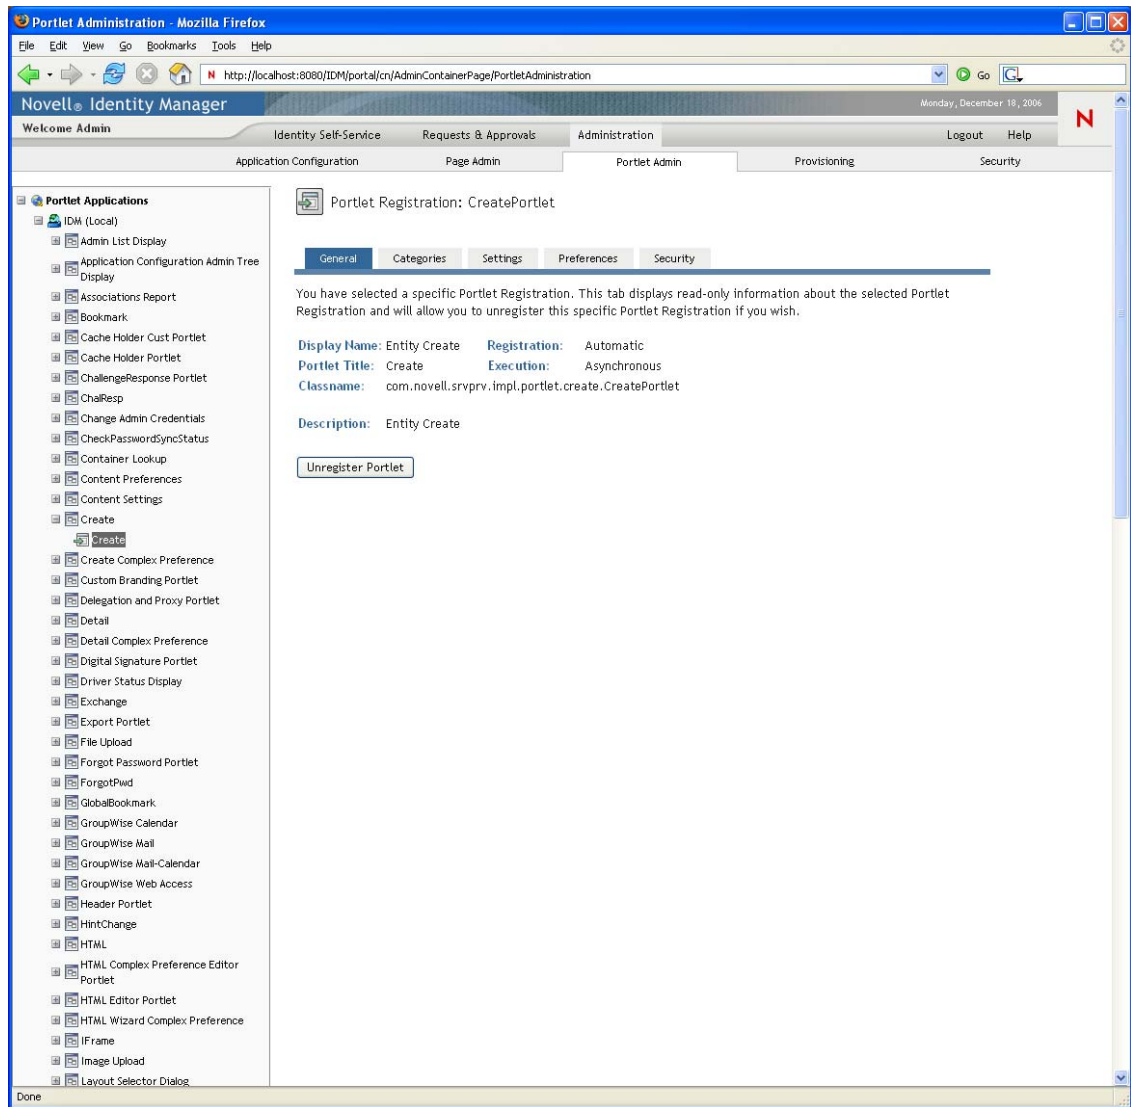 Portlet Administration - Mozilla Firefox
File Edit View Go Bookmarks Tools Help
N http://localhost:8080/IDM/portal/cn/AdminContainerPage/PortletAdministration Go G
Novell® Identity Manager Monday, December 18, 2006
N
Welcome Admin Identity Self-Service Requests & Approvals Administration Logout Help
Application Configuration Page Admin Portlet Admin Provisioning Security
Portlet Applications
IDM (Local)
Admin List Display
Application Configuration Admin Tree
Display
Associations Report
Bookmark
Cache Holder Cust Portlet
Cache Holder Portlet
ChallengeResponse Portlet
ChalResp
Change Admin Credentials
CheckPasswordSyncStatus
Container Lookup
Content Preferences
Content Settings
Create
Create
Create Complex Preference
Custom Branding Portlet
Delegation and Proxy Portlet
Detail
Detail Complex Preference
Digital Signature Portlet
Driver Status Display
Exchange
Export Portlet
File Upload
Forgot Password Portlet
ForgotPwd
GlobalBookmark
GroupWise Calendar
GroupWise Mail
GroupWise Mail-Calendar
GroupWise Web Access
Header Portlet
HintChange
HTML
HTML Complex Preference Editor
Portlet
HTML Editor Portlet
HTML Wizard Complex Preference
IFrame
Image Upload
Layout Selector Dialog
Portlet Registration: CreatePortlet
General Categories Settings Preferences Security
You have selected a specific Portlet Registration. This tab displays read-only information about the selected Portlet
Registration and will allow you to unregister this specific Portlet Registration if you wish.
Display Name: Entity Create Registration: Automatic
Portlet Title: Create Execution: Asynchronous
Classname: com.novell.srvprv.impl.portlet.create.CreatePortlet
Description: Entity Create
Unregister Portlet
Done